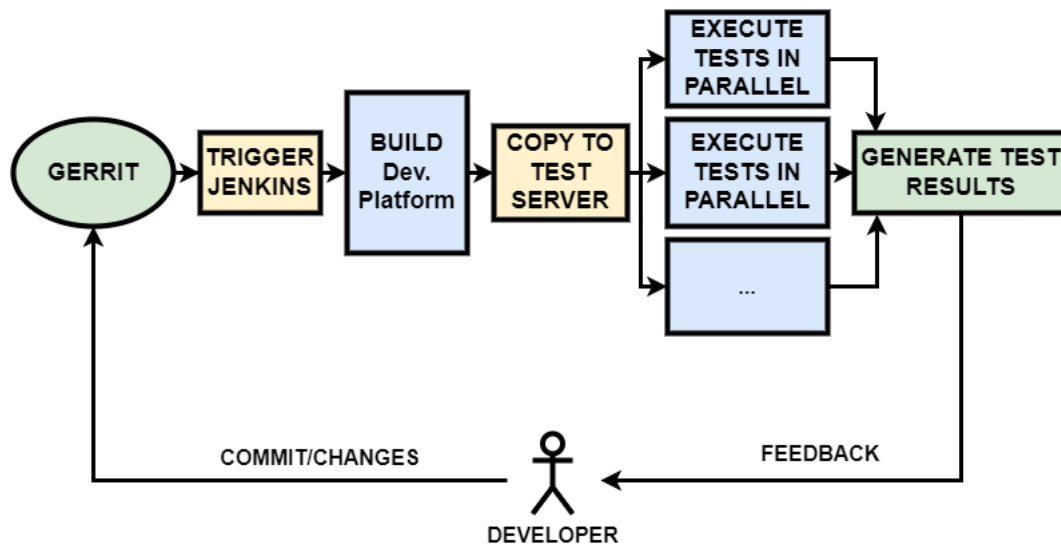 GERRIT
TRIGGER
JENKINS
BUILD
Dev.
Platform
COPY TO
TEST
SERVER
EXECUTE
TESTS IN
PARALLEL
EXECUTE
TESTS IN
PARALLEL
...
GENERATE TEST
RESULTS
COMMIT/CHANGES
FEEDBACK
DEVELOPER